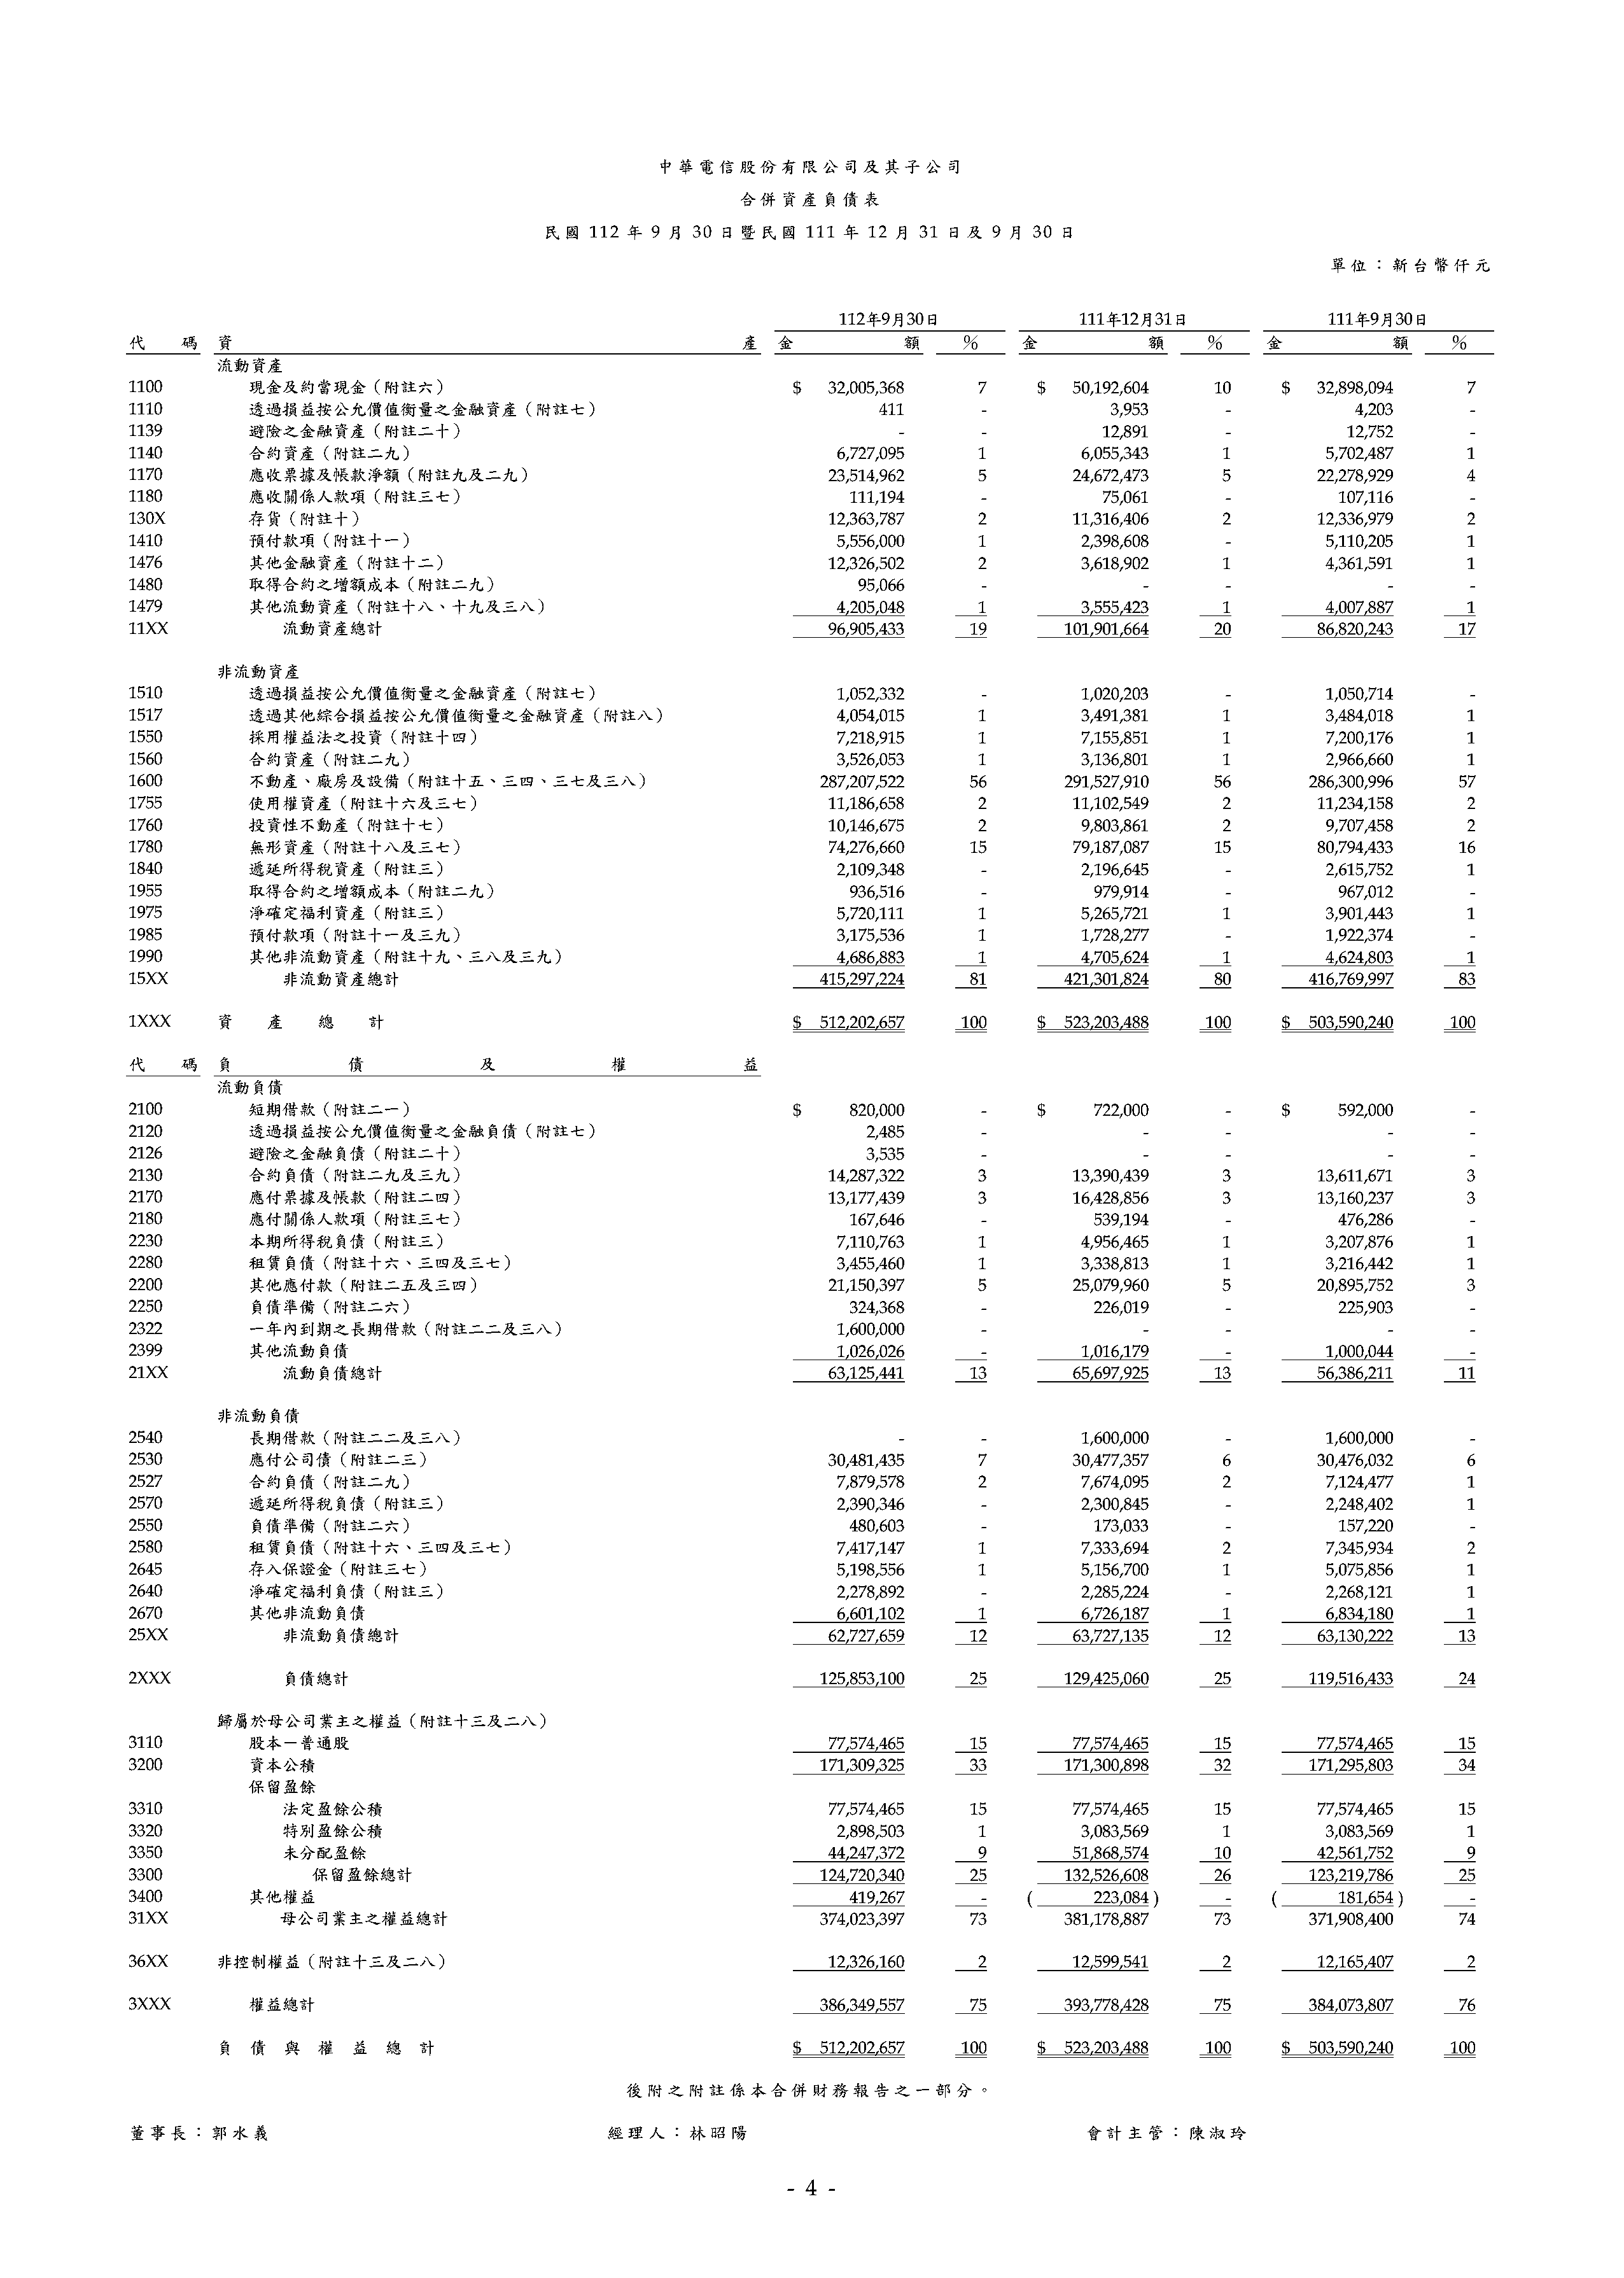 中華電信股份有限公司及其子公司
合併資產負債表
民國 112 年 9 月 30 日暨民國 111 年 12 月 31 日及 9 月 30 日
單位：新台幣仟元
112年9月30日 111年12月31日 111年9月30日
代 碼 資 產 金 額 % 金 額 % 金 額 %
流動資產
1100 現金及約當現金（附註六） $ 32,005,368 7 $ 50,192,604 10 $ 32,898,094 7
1110 透過損益按公允價值衡量之金融資產（附註七） 411 - 3,953 - 4,203 -
1139 避險之金融資產（附註二十） - - 12,891 - 12,752 -
1140 合約資產（附註二九） 6,727,095 1 6,055,343 1 5,702,487 1
1170 應收票據及帳款淨額（附註九及二九） 23,514,962 5 24,672,473 5 22,278,929 4
1180 應收關係人款項（附註三七） 111,194 - 75,061 - 107,116 -
130X 存貨（附註十） 12,363,787 2 11,316,406 2 12,336,979 2
1410 預付款項（附註十一） 5,556,000 1 2,398,608 - 5,110,205 1
1476 其他金融資產（附註十二） 12,326,502 2 3,618,902 1 4,361,591 1
1480 取得合約之增額成本（附註二九） 95,066 - - - - -
1479 其他流動資產（附註十八、十九及三八） 4,205,048 1 3,555,423 1 4,007,887 1
11XX 流動資產總計 96,905,433 19 101,901,664 20 86,820,243 17
非流動資產
1510 透過損益按公允價值衡量之金融資產（附註七） 1,052,332 - 1,020,203 - 1,050,714 -
1517 透過其他綜合損益按公允價值衡量之金融資產（附註八） 4,054,015 1 3,491,381 1 3,484,018 1
1550 採用權益法之投資（附註十四） 7,218,915 1 7,155,851 1 7,200,176 1
1560 合約資產（附註二九） 3,526,053 1 3,136,801 1 2,966,660 1
1600 不動產、廠房及設備（附註十五、三四、三七及三八） 287,207,522 56 291,527,910 56 286,300,996 57
1755 使用權資產（附註十六及三七） 11,186,658 2 11,102,549 2 11,234,158 2
1760 投資性不動產（附註十七） 10,146,675 2 9,803,861 2 9,707,458 2
1780 無形資產（附註十八及三七） 74,276,660 15 79,187,087 15 80,794,433 16
1840 遞延所得稅資產（附註三） 2,109,348 - 2,196,645 - 2,615,752 1
1955 取得合約之增額成本（附註二九） 936,516 - 979,914 - 967,012 -
1975 淨確定福利資產（附註三） 5,720,111 1 5,265,721 1 3,901,443 1
1985 預付款項（附註十一及三九） 3,175,536 1 1,728,277 - 1,922,374 -
1990 其他非流動資產（附註十九、三八及三九） 4,686,883 1 4,705,624 1 4,624,803 1
15XX 非流動資產總計 415,297,224 81 421,301,824 80 416,769,997 83
1XXX 資 產 總 計 $ 512,202,657 100 $ 523,203,488 100 $ 503,590,240 100
代 碼 負 債 及 權 益
流動負債
2100 短期借款（附註二一） $ 820,000 - $ 722,000 - $ 592,000 -
2120 透過損益按公允價值衡量之金融負債（附註七） 2,485 - - - - -
2126 避險之金融負債（附註二十） 3,535 - - - - -
2130 合約負債（附註二九及三九） 14,287,322 3 13,390,439 3 13,611,671 3
2170 應付票據及帳款（附註二四） 13,177,439 3 16,428,856 3 13,160,237 3
2180 應付關係人款項（附註三七） 167,646 - 539,194 - 476,286 -
2230 本期所得稅負債（附註三） 7,110,763 1 4,956,465 1 3,207,876 1
2280 租賃負債（附註十六、三四及三七） 3,455,460 1 3,338,813 1 3,216,442 1
2200 其他應付款（附註二五及三四） 21,150,397 5 25,079,960 5 20,895,752 3
2250 負債準備（附註二六） 324,368 - 226,019 - 225,903 -
2322 一年內到期之長期借款（附註二二及三八） 1,600,000 - - - - -
2399 其他流動負債 1,026,026 - 1,016,179 - 1,000,044 -
21XX 流動負債總計 63,125,441 13 65,697,925 13 56,386,211 11
非流動負債
2540 長期借款（附註二二及三八） - - 1,600,000 - 1,600,000 -
2530 應付公司債（附註二三） 30,481,435 7 30,477,357 6 30,476,032 6
2527 合約負債（附註二九） 7,879,578 2 7,674,095 2 7,124,477 1
2570 遞延所得稅負債（附註三） 2,390,346 - 2,300,845 - 2,248,402 1
2550 負債準備（附註二六） 480,603 - 173,033 - 157,220 -
2580 租賃負債（附註十六、三四及三七） 7,417,147 1 7,333,694 2 7,345,934 2
2645 存入保證金（附註三七） 5,198,556 1 5,156,700 1 5,075,856 1
2640 淨確定福利負債（附註三） 2,278,892 - 2,285,224 - 2,268,121 1
2670 其他非流動負債 6,601,102 1 6,726,187 1 6,834,180 1
25XX 非流動負債總計 62,727,659 12 63,727,135 12 63,130,222 13
2XXX 負債總計 125,853,100 25 129,425,060 25 119,516,433 24
歸屬於母公司業主之權益（附註十三及二八）
3110 股本－普通股 77,574,465 15 77,574,465 15 77,574,465 15
3200 資本公積 171,309,325 33 171,300,898 32 171,295,803 34
保留盈餘
3310 法定盈餘公積 77,574,465 15 77,574,465 15 77,574,465 15
3320 特別盈餘公積 2,898,503 1 3,083,569 1 3,083,569 1
3350 未分配盈餘 44,247,372 9 51,868,574 10 42,561,752 9
3300 保留盈餘總計 124,720,340 25 132,526,608 26 123,219,786 25
3400 其他權益 419,267 - ( 223,084 ) - ( 181,654 ) -
31XX 母公司業主之權益總計 374,023,397 73 381,178,887 73 371,908,400 74
36XX 非控制權益（附註十三及二八） 12,326,160 2 12,599,541 2 12,165,407 2
3XXX 權益總計 386,349,557 75 393,778,428 75 384,073,807 76
負 債 與 權 益 總 計 $ 512,202,657 100 $ 523,203,488 100 $ 503,590,240 100
後附之附註係本合併財務報告之一部分。
董事長：郭水義 經理人：林昭陽 會計主管：陳淑玲
- 4 -